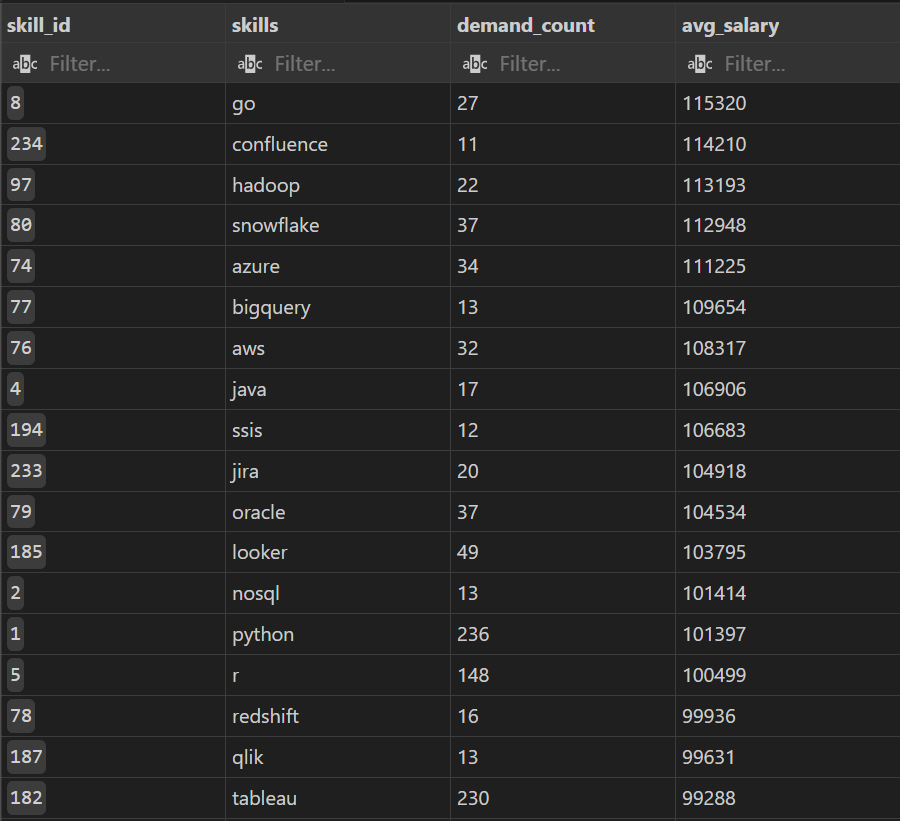 skill_id skills demand_count avg_salary
abc Filter... abc Filter... abc Filter... abc Filter...
8 go 27 115320
234 confluence 11 114210
97 hadoop 22 113193
80 snowflake 37 112948
74 azure 34 111225
77 bigquery 13 109654
76 aws 32 108317
4 java 17 106906
194 ssis 12 106683
233 jira 20 104918
79 oracle 37 104534
185 looker 49 103795
2 nosql 13 101414
1 python 236 101397
5 r 148 100499
78 redshift 16 99936
187 qlik 13 99631
182 tableau 230 99288